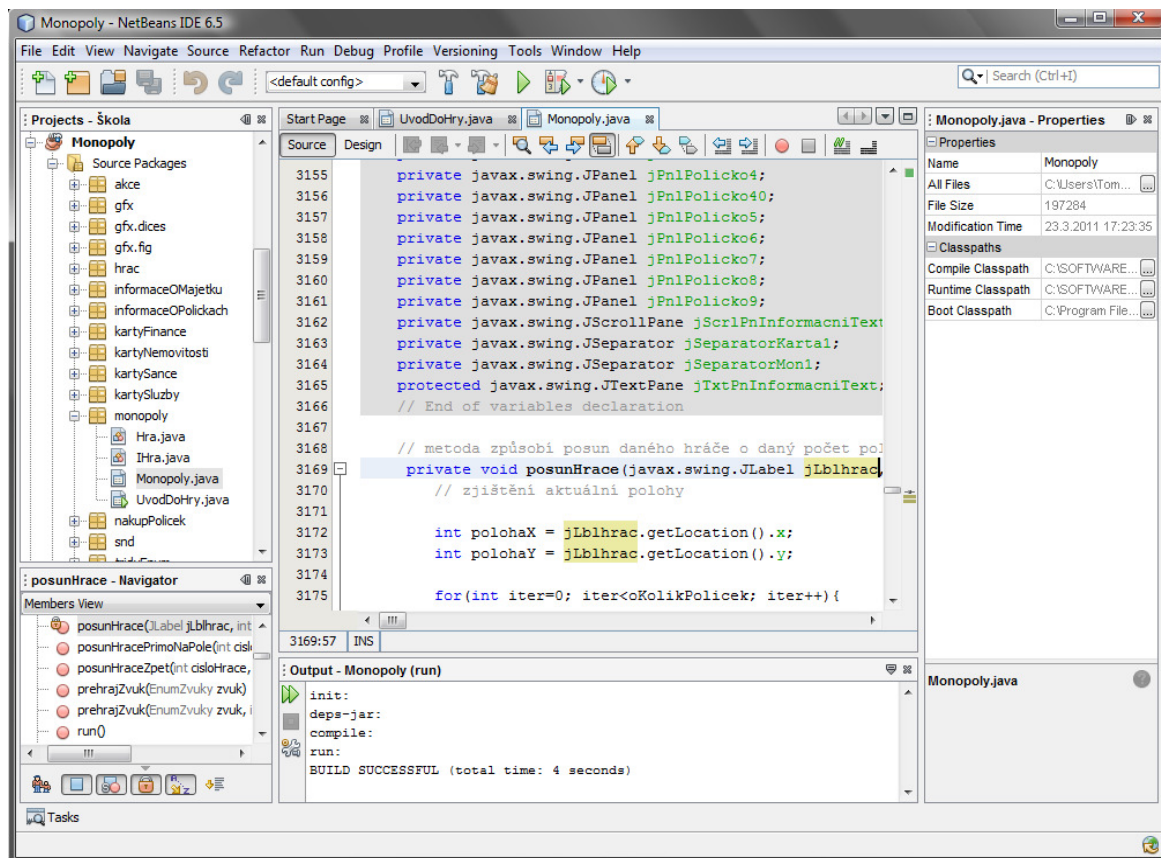 Monopoly - NetBeans IDE 6.5
File Edit View Navigate Source Refactor Run Debug Profile Versioning Tools Window Help
<default config>
Search (Ctrl+I)
Projects - Škola
Monopoly
Source Packages
akce
gfx
gfx.dices
gfx.fig
hrac
informaceOMajetku
informaceOPolickach
kartyFinance
kartyNemovitosti
kartySance
kartySluzby
monopoly
Hra.java
IHra.java
Monopoly.java
UvodDoHry.java
nakupPolicek
snd
posunHrace - Navigator
Members View
posunHrace(JLabel jLblhrac, int
posunHracePrimoNaPole(int cisl
posunHraceZpet(int cisloHrace,
prehrajZvuk(EnumZvuky zvuk)
prehrajZvuk(EnumZvuky zvuk, i
run()
Start Page UvodDoHry.java Monopoly.java
Source Design
3155 private javax.swing.JPanel jPnlPolicko4;
3156 private javax.swing.JPanel jPnlPolicko40;
3157 private javax.swing.JPanel jPnlPolicko5;
3158 private javax.swing.JPanel jPnlPolicko6;
3159 private javax.swing.JPanel jPnlPolicko7;
3160 private javax.swing.JPanel jPnlPolicko8;
3161 private javax.swing.JPanel jPnlPolicko9;
3162 private javax.swing.JScrollPane jScrlPnInformacniText
3163 private javax.swing.JSeparator jSeparatorKarta1;
3164 private javax.swing.JSeparator jSeparatorMon1;
3165 protected javax.swing.JTextPane jTxtPnInformacniText;
3166 // End of variables declaration
3167
3168 // metoda způsobí posun daného hráče o daný počet pol
3169 private void posunHrace(javax.swing.JLabel jLblhrac,
3170 // zjištění aktuální polohy
3171
3172 int polohaX = jLblhrac.getLocation().x;
3173 int polohaY = jLblhrac.getLocation().y;
3174
3175 for(int iter=0; iter<oKolikPolicek; iter++){
3169:57 INS
Output - Monopoly (run)
init:
deps-jar:
compile:
run:
BUILD SUCCESSFUL (total time: 4 seconds)
Monopoly.java - Properties
Properties
Name Monopoly
All Files C:\Users\Tom... ...
File Size 197284
Modification Time 23.3.2011 17:23:35
Classpaths
Compile Classpath C:\SOFTWARE... ...
Runtime Classpath C:\SOFTWARE... ...
Boot Classpath C:\Program File... ...
Monopoly.java
Tasks